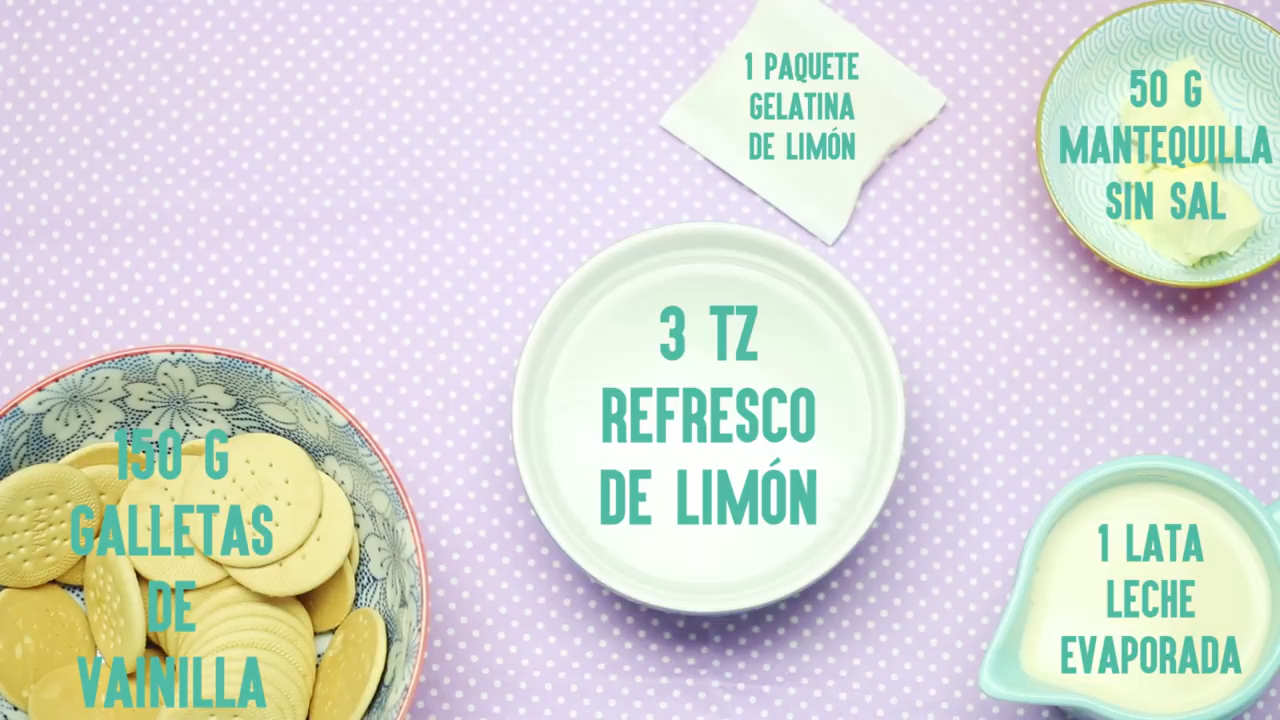 1 PAQUETE
GELATINA
DE LIMÓN
50 G
MANTEQUILLA
SIN SAL
3 TZ
REFRESCO
DE LIMÓN
150 G
GALLETAS
DE
VAINILLA
1 LATA
LECHE
EVAPORADA